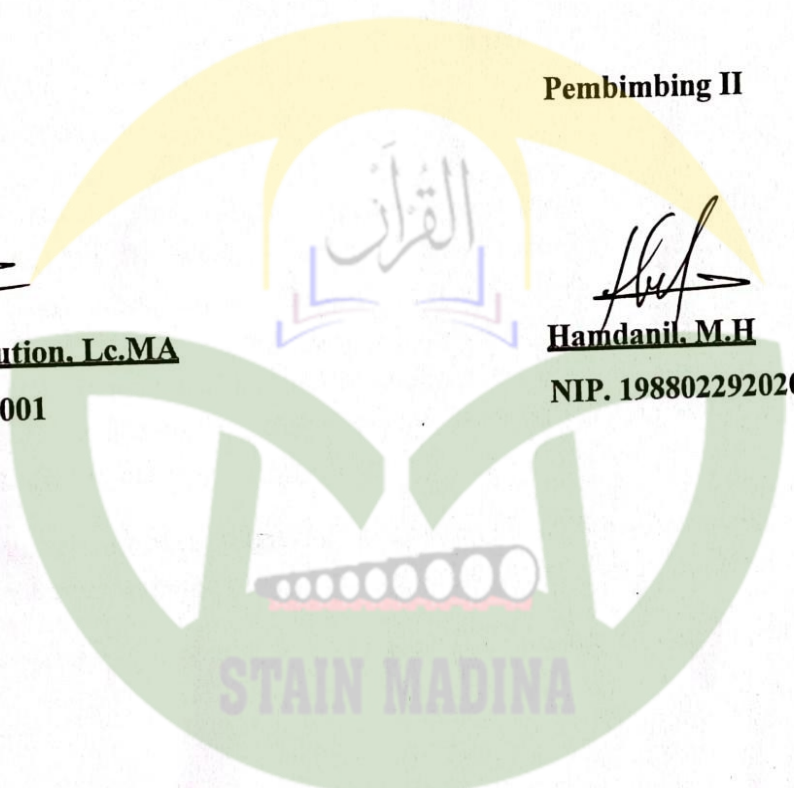 Pembimbing II
القرآن
ution, Lc.MA
001
Hamdanil, M.H
NIP. 19880229202
STAIN MADINA